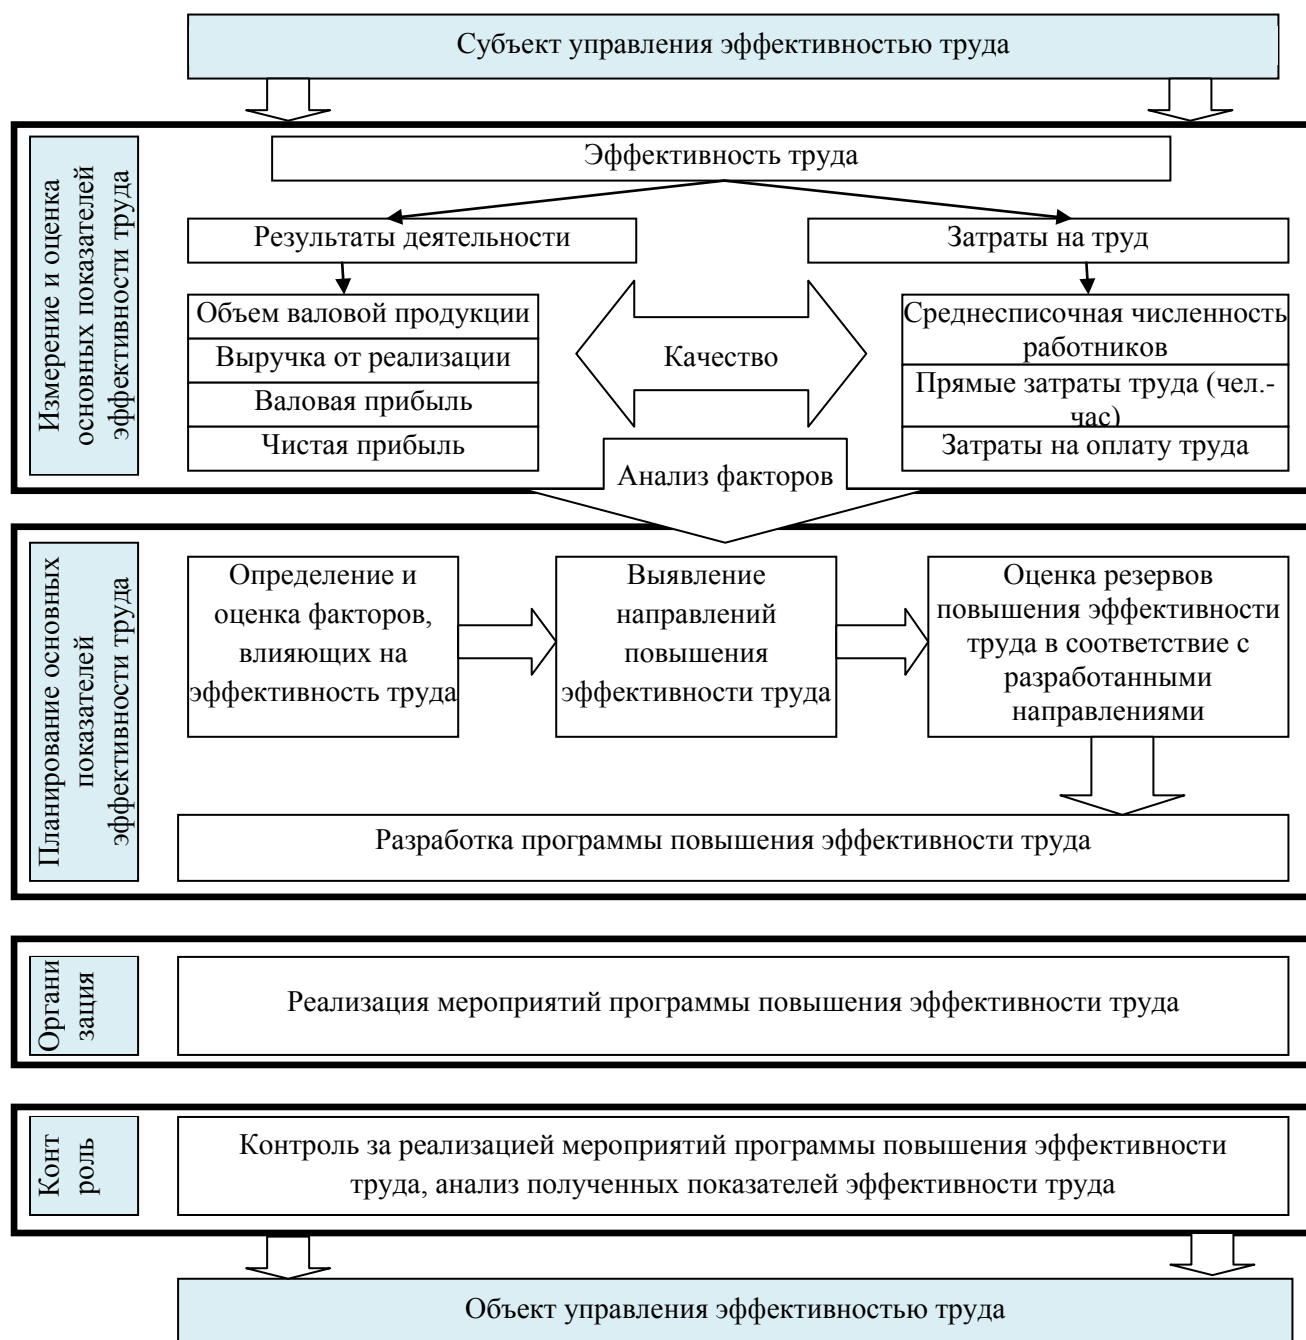 Субъект управления эффективностью труда
Измерение и оценка
основных показателей
эффективности труда
Эффективность труда
Результаты деятельности
Затраты на труд
Объем валовой продукции
Выручка от реализации
Валовая прибыль
Чистая прибыль
Качество
Среднесписочная численность
работников
Прямые затраты труда (чел.-
час)
Затраты на оплату труда
Анализ факторов
Планирование основных
показателей
эффективности труда
Определение и
оценка факторов,
влияющих на
эффективность труда
Выявление
направлений
повышения
эффективности труда
Оценка резервов
повышения эффективности
труда в соответствие с
разработанными
направлениями
Разработка программы повышения эффективности труда
Органи
зация
Реализация мероприятий программы повышения эффективности труда
Конт
роль
Контроль за реализацией мероприятий программы повышения эффективности
труда, анализ полученных показателей эффективности труда
Объект управления эффективностью труда